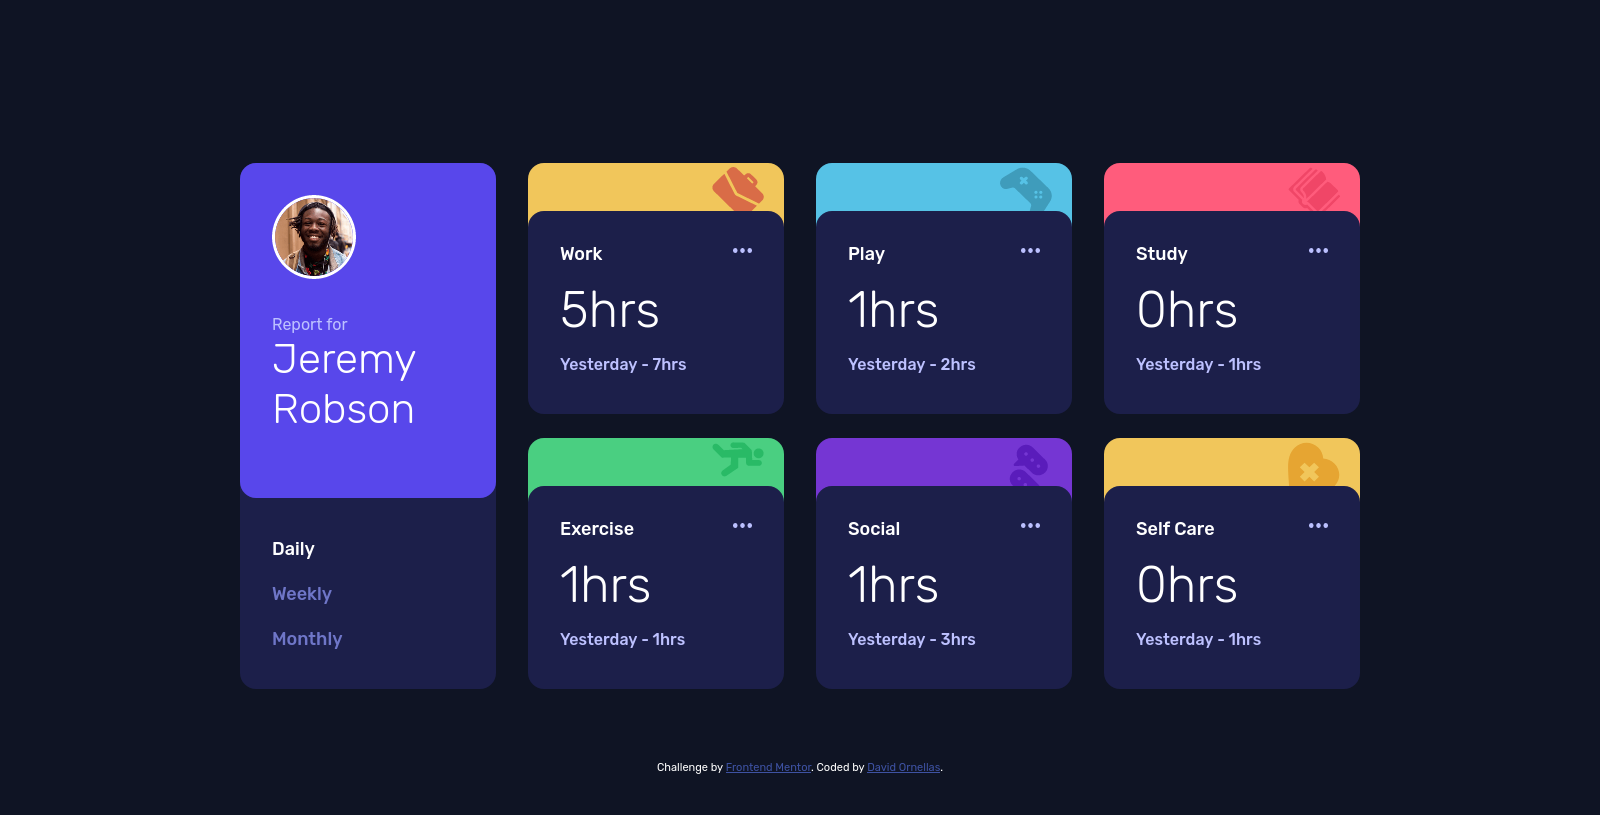 Report for
Jeremy
Robson
Daily
Weekly
Monthly
Work
5hrs
Yesterday - 7hrs
Play
1hrs
Yesterday - 2hrs
Study
0hrs
Yesterday - 1hrs
Exercise
1hrs
Yesterday - 1hrs
Social
1hrs
Yesterday - 3hrs
Self Care
0hrs
Yesterday - 1hrs
Challenge by Frontend Mentor. Coded by David Ornellas.